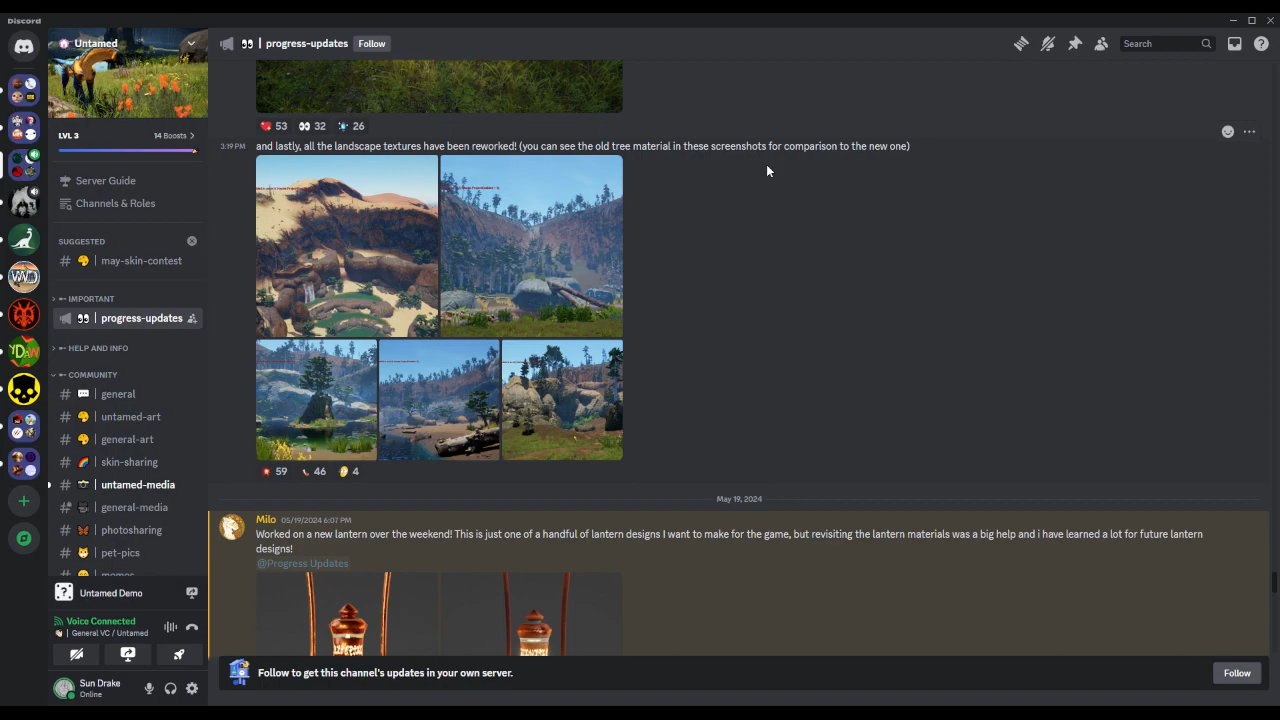 Discord
Untamed
progress-updates
Follow
Search
LVL 3
14 Boosts
Server Guide
Channels & Roles
SUGGESTED
# | may-skin-contest
IMPORTANT
| progress-updates
HELP AND INFO
COMMUNITY
# | general
# | untamed-art
# | general-art
# | skin-sharing
# | untamed-media
# | general-media
# | photosharing
# | pet-pics
# | memes
Untamed Demo
Voice Connected
| General VC / Untamed
Sun Drake
Online
53 32 26
3:19 PM and lastly, all the landscape textures have been reworked! (you can see the old tree material in these screenshots for comparison to the new one)
59 46 4
May 19, 2024
Milo 05/19/2024 6:07 PM
Worked on a new lantern over the weekend! This is just one of a handful of lantern designs I want to make for the game, but revisiting the lantern materials was a big help and i have learned a lot for future lantern
designs!
@Progress Updates
Follow to get this channel's updates in your own server.
Follow